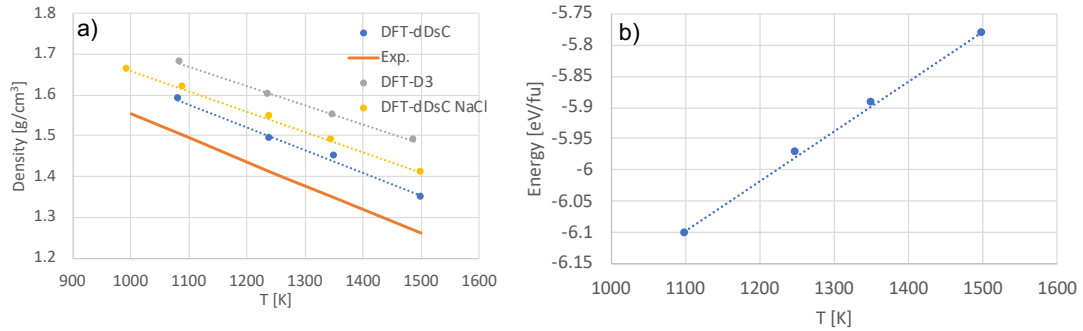 a)
Density [g/cm³]
1.8
1.7
1.6
1.5
1.4
1.3
1.2
900 1000 1100 1200 1300 1400 1500 1600
T [K]
DFT-dDsC
Exp.
DFT-D3
DFT-dDsC NaCl
b)
Energy [eV/fu]
-5.75
-5.8
-5.85
-5.9
-5.95
-6
-6.05
-6.1
-6.15
1000 1100 1200 1300 1400 1500 1600
T [K]